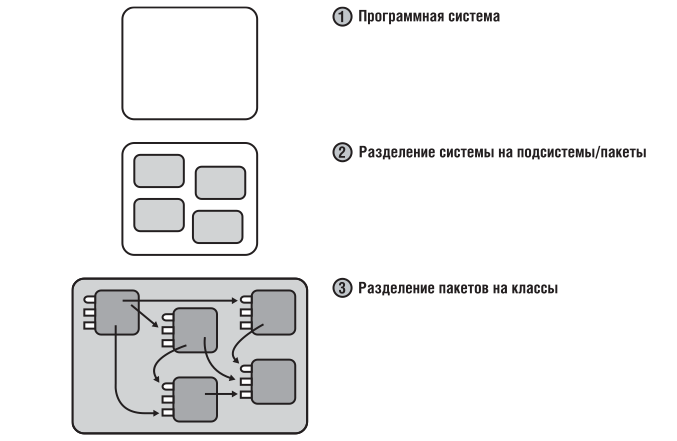 1 Программная система
2 Разделение системы на подсистемы/пакеты
3 Разделение пакетов на классы